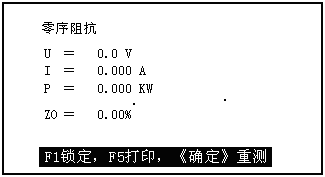 零序阻抗
U = 0.0 V
I = 0.000 A
P = 0.000 KW
ZO = 0.00%
F1锁定，F5打印，《确定》重测